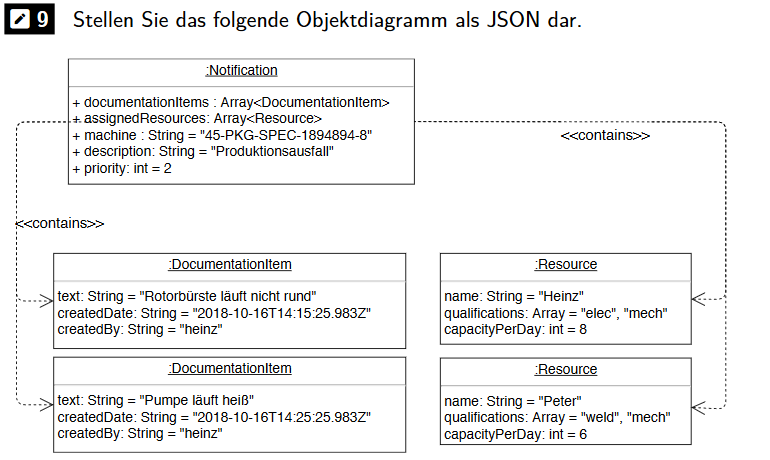 9 Stellen Sie das folgende Objektdiagramm als JSON dar.
:Notification
+ documentationItems : Array<DocumentationItem>
+ assignedResources: Array<Resource>
+ machine : String = "45-PKG-SPEC-1894894-8"
+ description: String = "Produktionsausfall"
+ priority: int = 2
<<contains>>
<<contains>>
:DocumentationItem
text: String = "Rotorbürste läuft nicht rund"
createdDate: String = "2018-10-16T14:15:25.983Z"
createdBy: String = "heinz"
:Resource
name: String = "Heinz"
qualifications: Array = "elec", "mech"
capacityPerDay: int = 8
:DocumentationItem
text: String = "Pumpe läuft heiß"
createdDate: String = "2018-10-16T14:25:25.983Z"
createdBy: String = "heinz"
:Resource
name: String = "Peter"
qualifications: Array = "weld", "mech"
capacityPerDay: int = 6